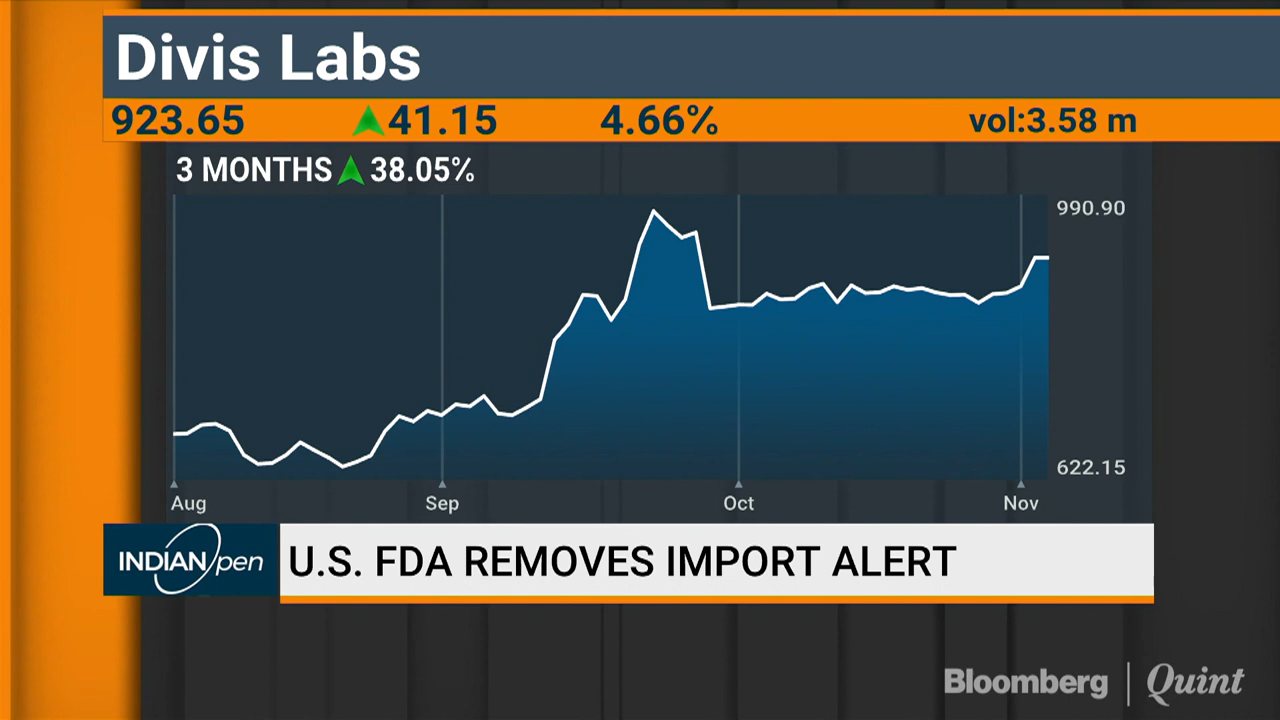 Divis Labs
923.65 41.15 4.66% vol:3.58 m
3 MONTHS 38.05%
990.90
622.15
Aug Sep Oct Nov
INDIAN pen U.S. FDA REMOVES IMPORT ALERT
Bloomberg | Quint